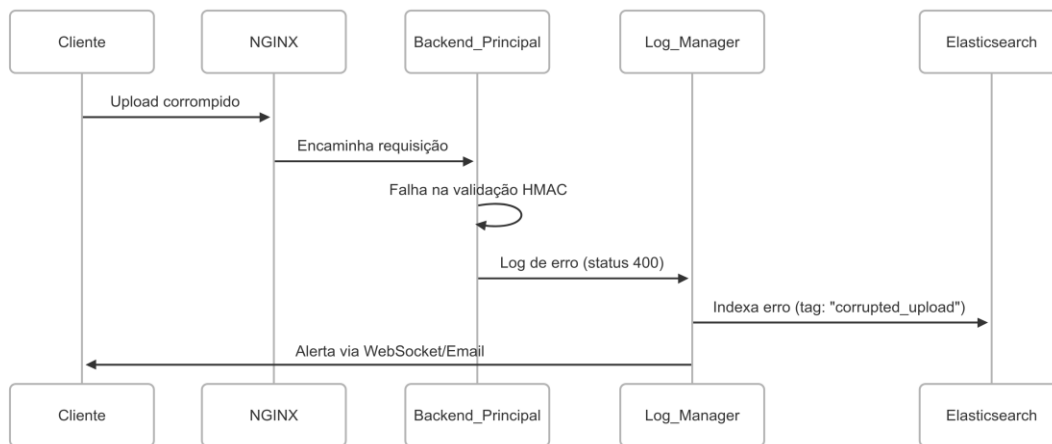 Cliente
NGINX
Backend_Principal
Log_Manager
Elasticsearch
Upload corrompido
Encaminha requisição
Falha na validação HMAC
Log de erro (status 400)
Indexa erro (tag: "corrupted_upload")
Alerta via WebSocket/Email
Cliente
NGINX
Backend_Principal
Log_Manager
Elasticsearch